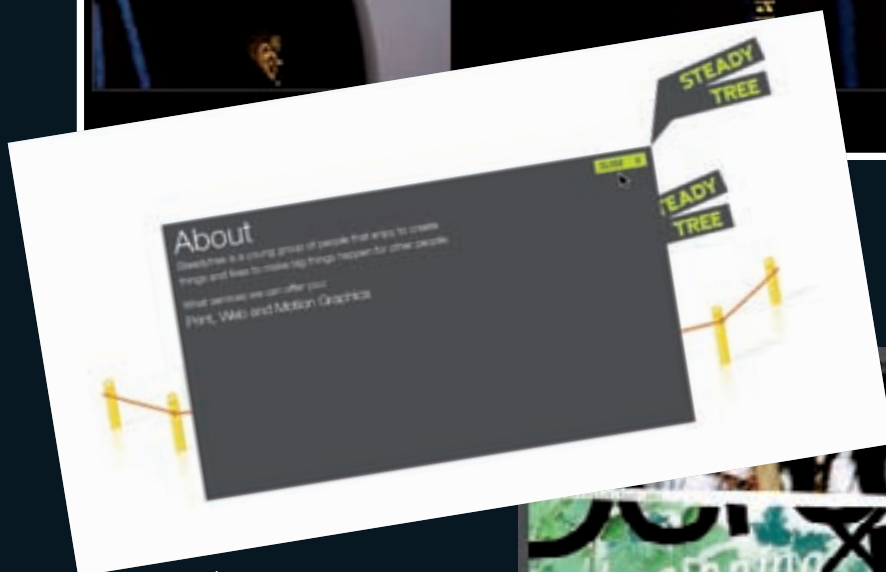 STEADY
TREE
CLOSE X
TEADY
TREE
About
Steadytree is a young group of people that enjoy to create
things and likes to make big things happen for other people.
What services we can offer you:
Print, Web and Motion Graphics